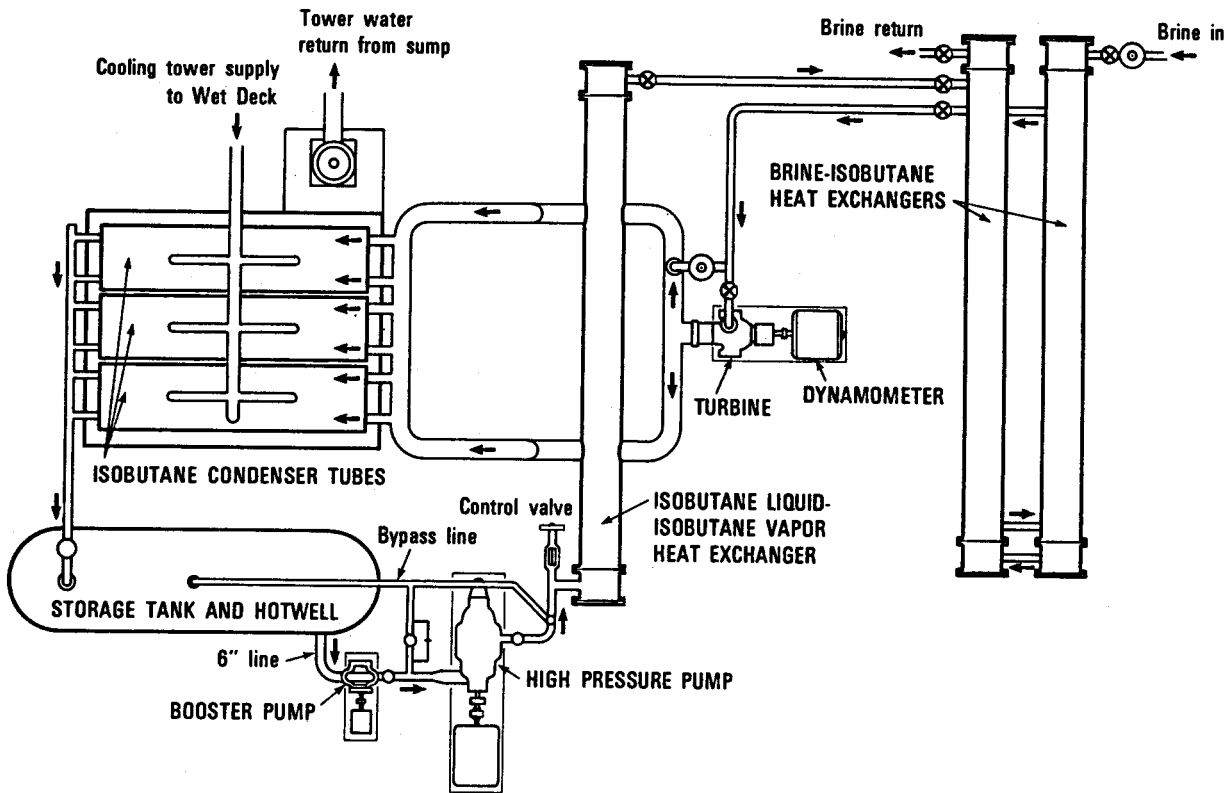 Tower water
return from sump
Cooling tower supply
to Wet Deck
Brine return
Brine in
BRINE-ISOBUTANE
HEAT EXCHANGERS
TURBINE
DYNAMOMETER
ISOBUTANE CONDENSER TUBES
Control valve
ISOBUTANE LIQUID-
ISOBUTANE VAPOR
HEAT EXCHANGER
Bypass line
STORAGE TANK AND HOTWELL
6” line
HIGH PRESSURE PUMP
BOOSTER PUMP